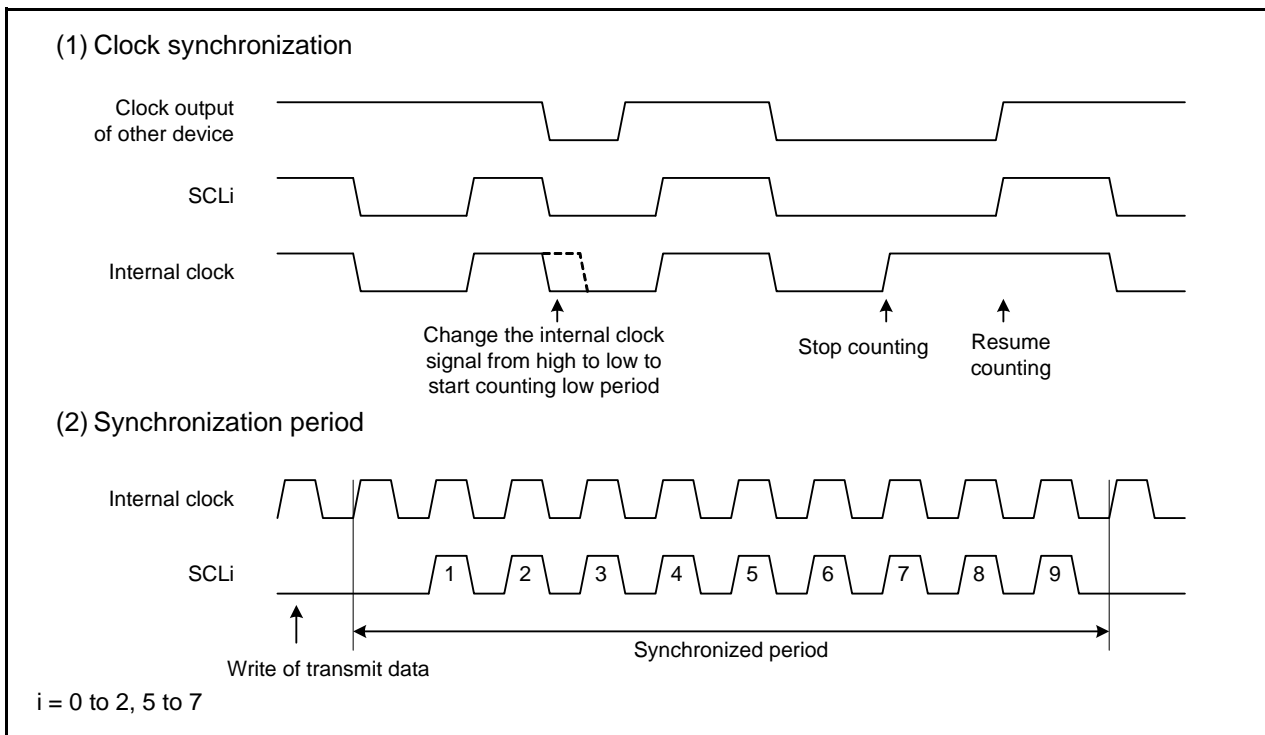 (1) Clock synchronization
Clock output
of other device
SCLi
Internal clock
Change the internal clock
signal from high to low to
start counting low period
Stop counting
Resume
counting
(2) Synchronization period
Internal clock
SCLi
1 2 3 4 5 6 7 8 9
Synchronized period
Write of transmit data
i = 0 to 2, 5 to 7